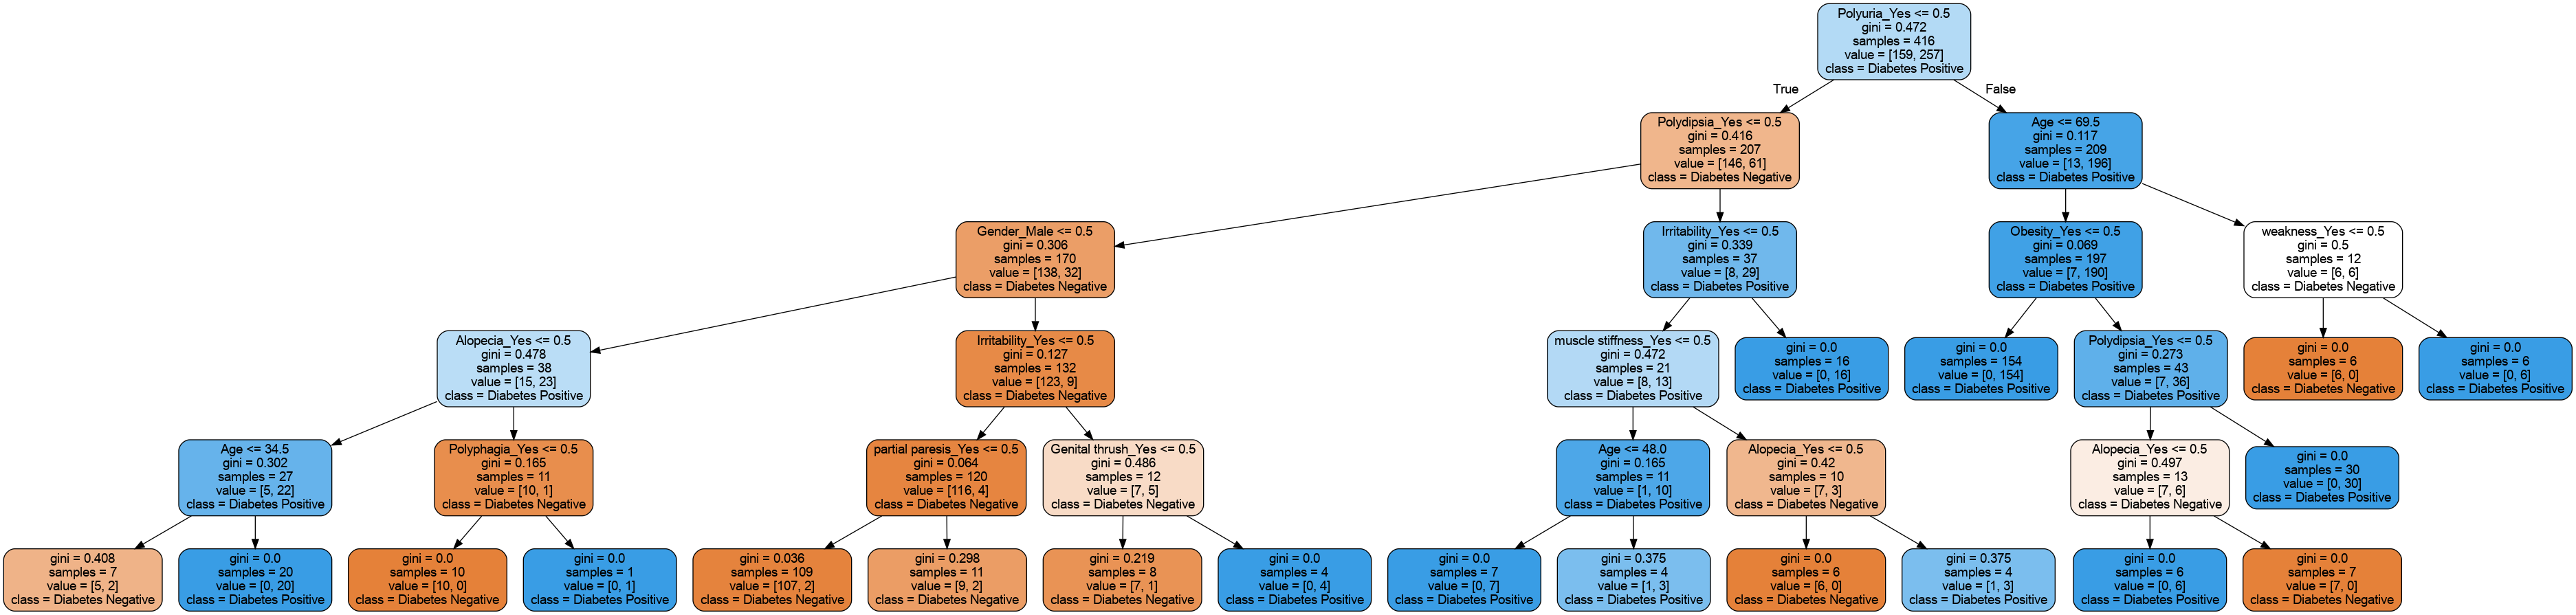 Polyuria_Yes <= 0.5
gini = 0.472
samples = 416
value = [159, 257]
class = Diabetes Positive
True
False
Polydipsia_Yes <= 0.5
gini = 0.416
samples = 207
value = [146, 61]
class = Diabetes Negative
Age <= 69.5
gini = 0.117
samples = 209
value = [13, 196]
class = Diabetes Positive
Gender_Male <= 0.5
gini = 0.306
samples = 170
value = [138, 32]
class = Diabetes Negative
Irritability_Yes <= 0.5
gini = 0.339
samples = 37
value = [8, 29]
class = Diabetes Positive
Obesity_Yes <= 0.5
gini = 0.069
samples = 197
value = [7, 190]
class = Diabetes Positive
weakness_Yes <= 0.5
gini = 0.5
samples = 12
value = [6, 6]
class = Diabetes Negative
Alopecia_Yes <= 0.5
gini = 0.478
samples = 38
value = [15, 23]
class = Diabetes Positive
Irritability_Yes <= 0.5
gini = 0.127
samples = 132
value = [123, 9]
class = Diabetes Negative
muscle stiffness_Yes <= 0.5
gini = 0.472
samples = 21
value = [8, 13]
class = Diabetes Positive
gini = 0.0
samples = 16
value = [0, 16]
class = Diabetes Positive
gini = 0.0
samples = 154
value = [0, 154]
class = Diabetes Positive
Polydipsia_Yes <= 0.5
gini = 0.273
samples = 43
value = [7, 36]
class = Diabetes Positive
gini = 0.0
samples = 6
value = [6, 0]
class = Diabetes Negative
gini = 0.0
samples = 6
value = [0, 6]
class = Diabetes Positive
Age <= 34.5
gini = 0.302
samples = 27
value = [5, 22]
class = Diabetes Positive
Polyphagia_Yes <= 0.5
gini = 0.165
samples = 11
value = [10, 1]
class = Diabetes Negative
partial paresis_Yes <= 0.5
gini = 0.064
samples = 120
value = [116, 4]
class = Diabetes Negative
Genital thrush_Yes <= 0.5
gini = 0.486
samples = 12
value = [7, 5]
class = Diabetes Negative
Age <= 48.0
gini = 0.165
samples = 11
value = [1, 10]
class = Diabetes Positive
Alopecia_Yes <= 0.5
gini = 0.42
samples = 10
value = [7, 3]
class = Diabetes Negative
Alopecia_Yes <= 0.5
gini = 0.497
samples = 13
value = [7, 6]
class = Diabetes Negative
gini = 0.0
samples = 30
value = [0, 30]
class = Diabetes Positive
gini = 0.408
samples = 7
value = [5, 2]
class = Diabetes Negative
gini = 0.0
samples = 20
value = [0, 20]
class = Diabetes Positive
gini = 0.0
samples = 10
value = [10, 0]
class = Diabetes Negative
gini = 0.0
samples = 1
value = [0, 1]
class = Diabetes Positive
gini = 0.036
samples = 109
value = [107, 2]
class = Diabetes Negative
gini = 0.298
samples = 11
value = [9, 2]
class = Diabetes Negative
gini = 0.219
samples = 8
value = [7, 1]
class = Diabetes Negative
gini = 0.0
samples = 4
value = [0, 4]
class = Diabetes Positive
gini = 0.0
samples = 7
value = [0, 7]
class = Diabetes Positive
gini = 0.375
samples = 4
value = [1, 3]
class = Diabetes Positive
gini = 0.0
samples = 6
value = [6, 0]
class = Diabetes Negative
gini = 0.375
samples = 4
value = [1, 3]
class = Diabetes Positive
gini = 0.0
samples = 6
value = [0, 6]
class = Diabetes Positive
gini = 0.0
samples = 7
value = [7, 0]
class = Diabetes Negative